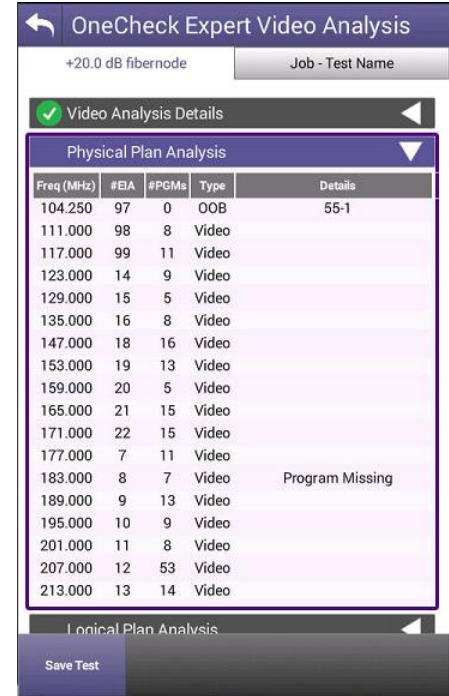 OneCheck Expert Video Analysis
+20.0 dB fibernode Job - Test Name
Video Analysis Details
Physical Plan Analysis
Freq (MHz) #EIA #PGMs Type Details
104.250 97 0 OOB 55-1
111.000 98 8 Video
117.000 99 11 Video
123.000 14 9 Video
129.000 15 5 Video
135.000 16 8 Video
147.000 18 16 Video
153.000 19 13 Video
159.000 20 5 Video
165.000 21 15 Video
171.000 22 15 Video
177.000 7 11 Video
183.000 8 7 Video Program Missing
189.000 9 13 Video
195.000 10 9 Video
201.000 11 8 Video
207.000 12 53 Video
213.000 13 14 Video
Logical Plan Analysis
Save Test